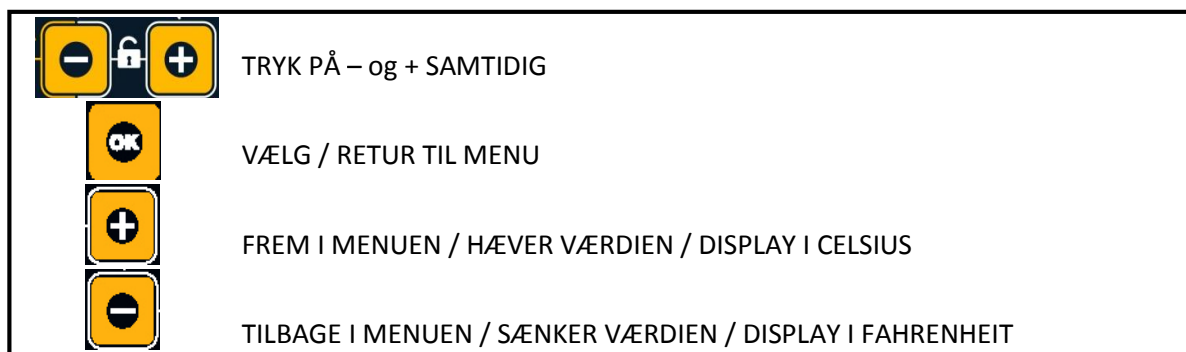 TRYK PÅ – og + SAMTIDIG
OK
VÆLG / RETUR TIL MENU
FREM I MENUEN / HÆVER VÆRDIEN / DISPLAY I CELSIUS
TILBAGE I MENUEN / SÆNKER VÆRDIEN / DISPLAY I FAHRENHEIT